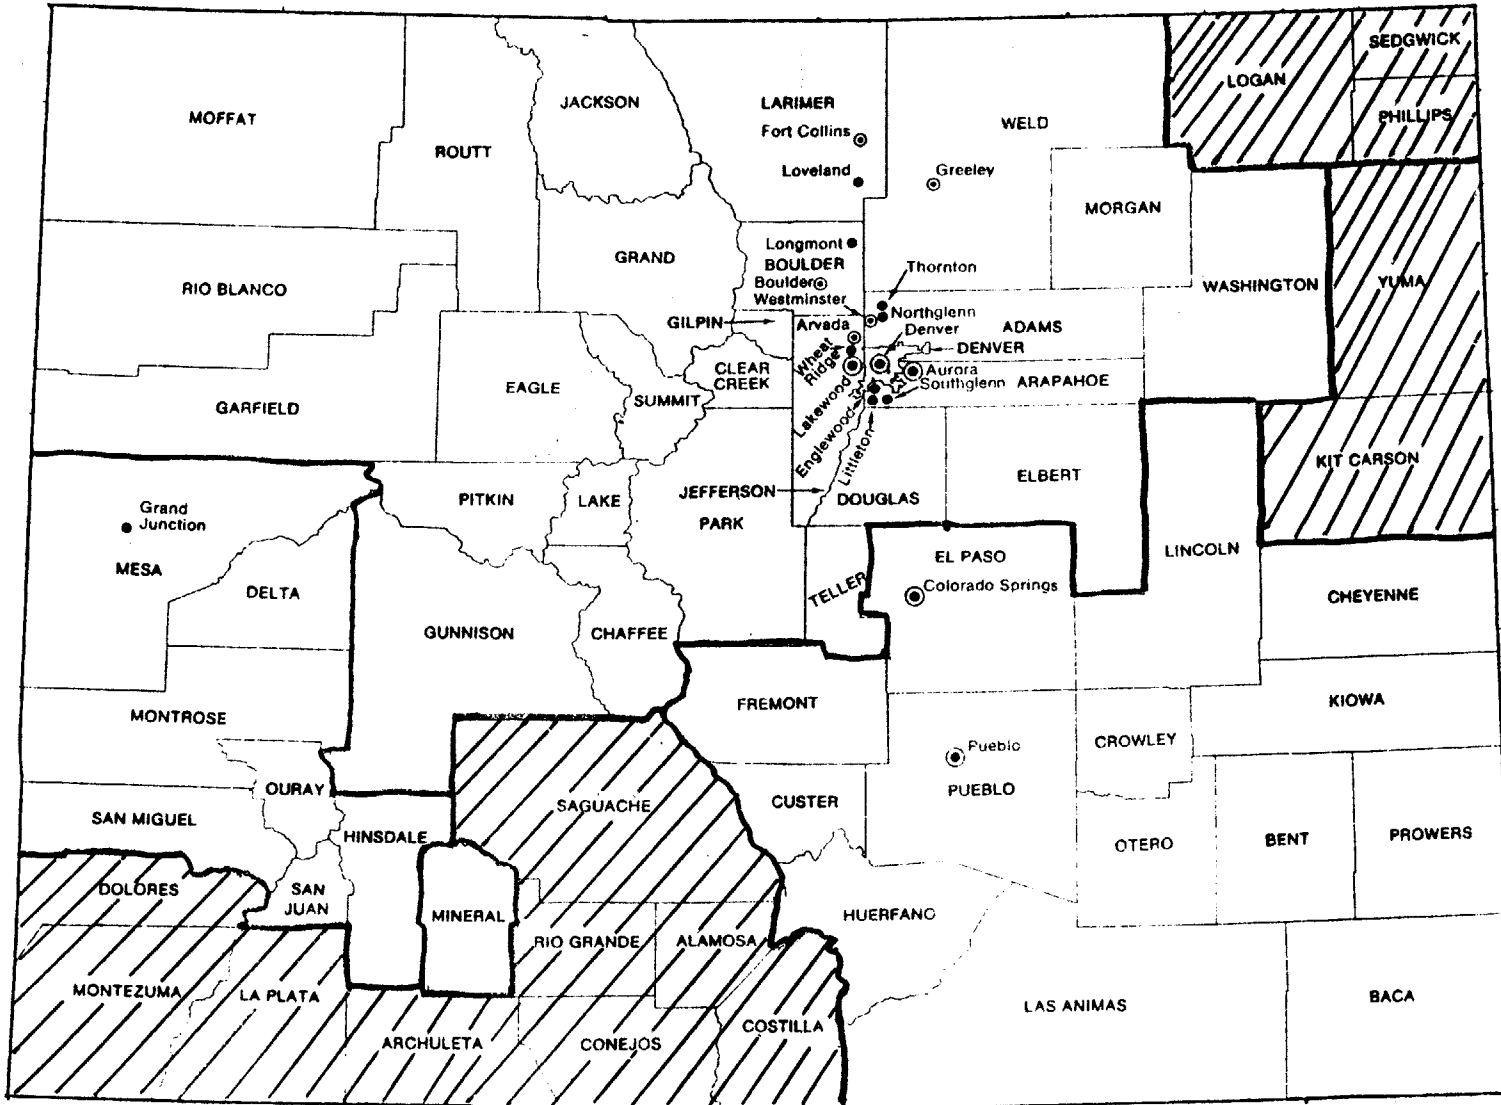 SEDGWICK
LOGAN
PHILLIPS
MOFFAT
JACKSON
LARIMER
Fort Collins
WELD
ROUTT
Loveland
Greeley
MORGAN
GRAND
Longmont
BOULDER
Boulder
Westminster
Thornton
RIO BLANCO
WASHINGTON
YUMA
GILPIN
Arvada
Northglenn
Denver
ADAMS
DENVER
Wheat
Ridge
CLEAR
CREEK
Aurora
Southglenn
ARAPAHOE
EAGLE
SUMMIT
Lakewood
GARFIELD
Englewood
Littleton
KIT CARSON
ELBERT
PITKIN
LAKE
JEFFERSON
DOUGLAS
Grand
Junction
PARK
LINCOLN
EL PASO
MESA
DELTA
TELLER
Colorado Springs
CHEYENNE
GUNNISON
CHAFFEE
FREMONT
KIOWA
MONTROSE
CROWLEY
Pueblo
PUEBLO
OURAY
SAGUACHE
CUSTER
SAN MIGUEL
HINSDALE
OTERO
BENT
PROWERS
DOLORES
SAN
JUAN
MINERAL
HUERFANO
RIO GRANDE
ALAMOSA
MONTEZUMA
LA PLATA
LAS ANIMAS
BACA
COSTILLA
ARCHULETA
CONEJOS